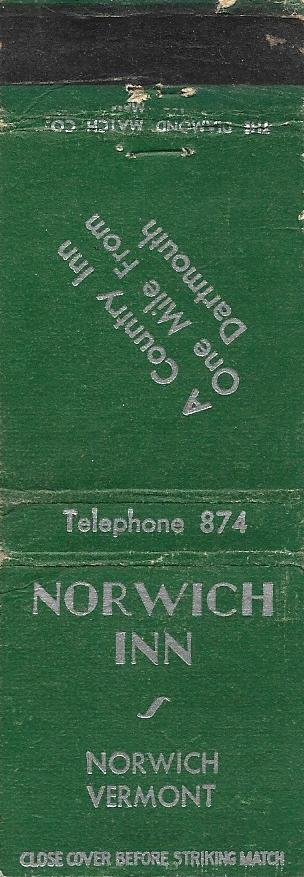 THE DIAMOND MATCH CO.
A Country Inn
One Mile From
Dartmouth
Telephone 874
NORWICH
INN
NORWICH
VERMONT
CLOSE COVER BEFORE STRIKING MATCH